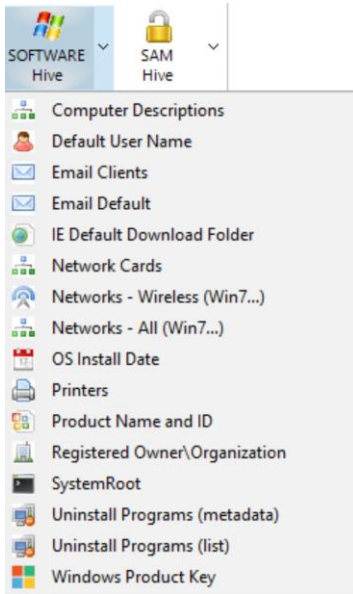 SOFTWARE
Hive
SAM
Hive
Computer Descriptions
Default User Name
Email Clients
Email Default
IE Default Download Folder
Network Cards
Networks - Wireless (Win7...)
Networks - All (Win7...)
OS Install Date
Printers
Product Name and ID
Registered Owner\Organization
SystemRoot
Uninstall Programs (metadata)
Uninstall Programs (list)
Windows Product Key